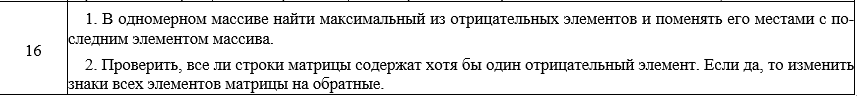 16
1. В одномерном массиве найти максимальный из отрицательных элементов и поменять его местами с по-
следним элементом массива.
2. Проверить, все ли строки матрицы содержат хотя бы один отрицательный элемент. Если да, то изменить
знаки всех элементов матрицы на обратные.